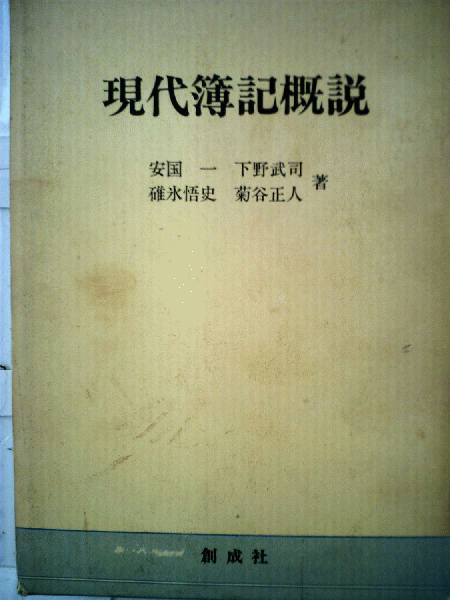 現代簿記概説
安国 一 下野武司
碓氷悟史 菊谷正人 著
創成社